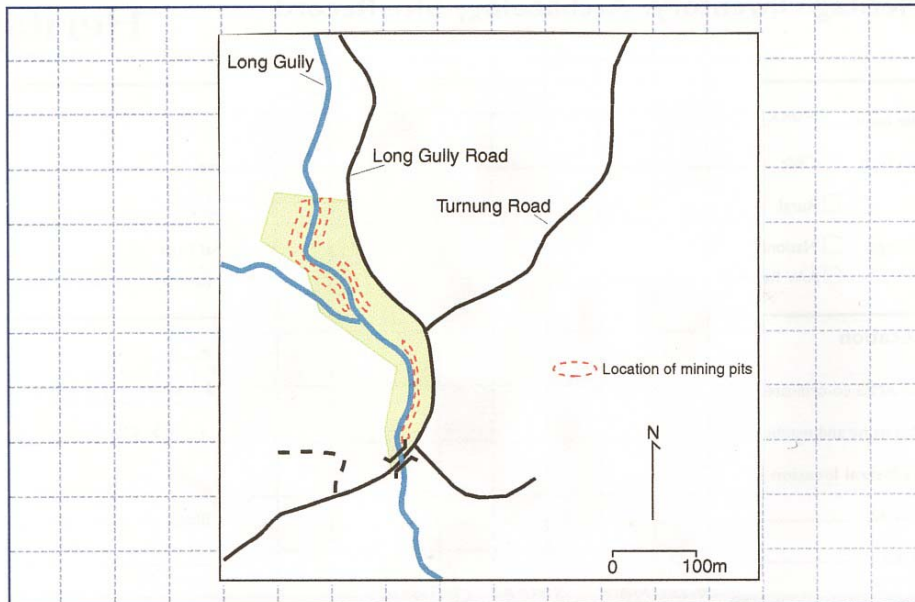 Long Gully
Long Gully Road
Turnung Road
Location of mining pits
N
0 100m